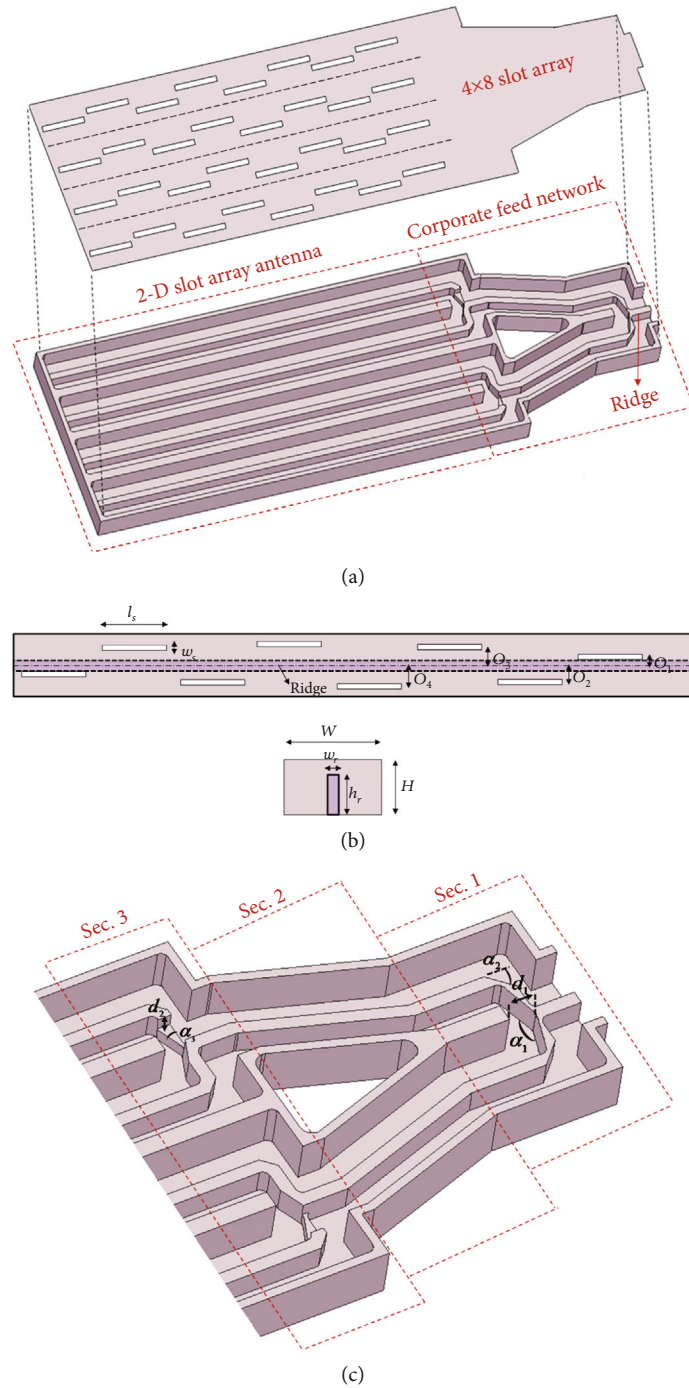 4×8 slot array
Corporate feed network
2-D slot array antenna
Ridge
(a)
l_s
w_s
O_3
O_1
O_4
O_2
Ridge
W
w_r
h_r
H
(b)
Sec. 1
Sec. 2
Sec. 3
α_2
d_1
d_2
α_3
α_1
(c)